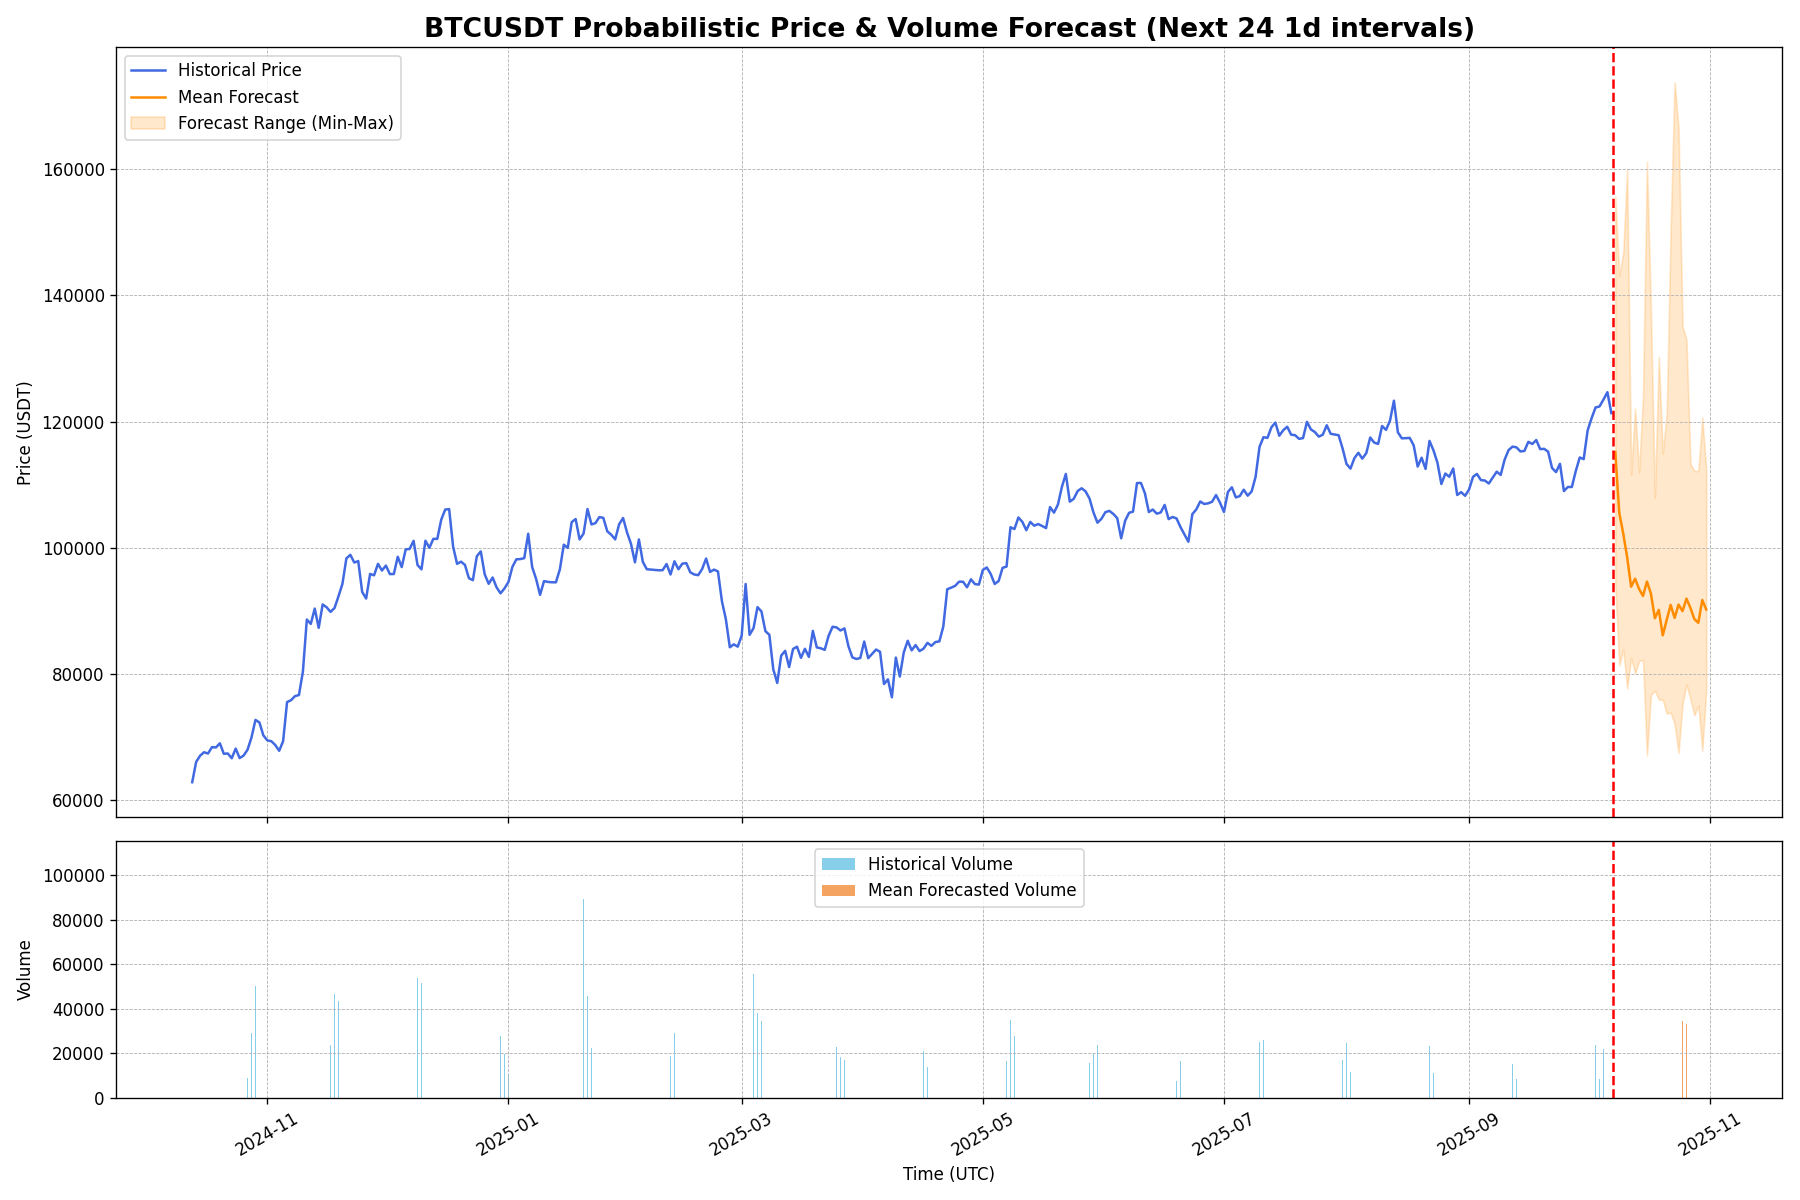 BTCUSDT Probabilistic Price & Volume Forecast (Next 24 1d intervals)
Historical Price
Mean Forecast
Forecast Range (Min-Max)
160000
140000
120000
100000
80000
60000
Price (USDT)
Historical Volume
Mean Forecasted Volume
100000
80000
60000
40000
20000
0
Volume
2024-11
2025-01
2025-03
2025-05
2025-07
2025-09
2025-11
Time (UTC)